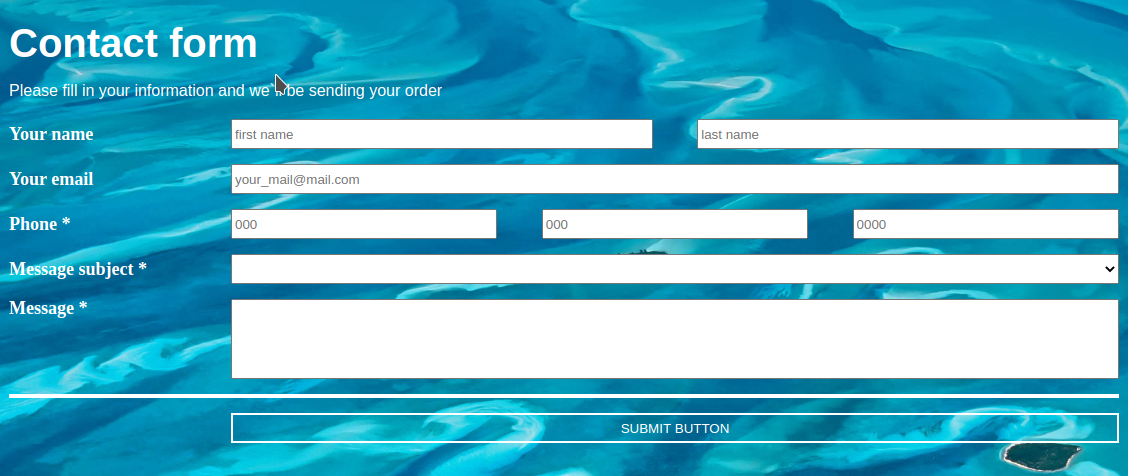 Contact form
Please fill in your information and we be sending your order
Your name first name last name
Your email your_mail@mail.com
Phone * 000 000 0000
Message subject *
Message *
SUBMIT BUTTON